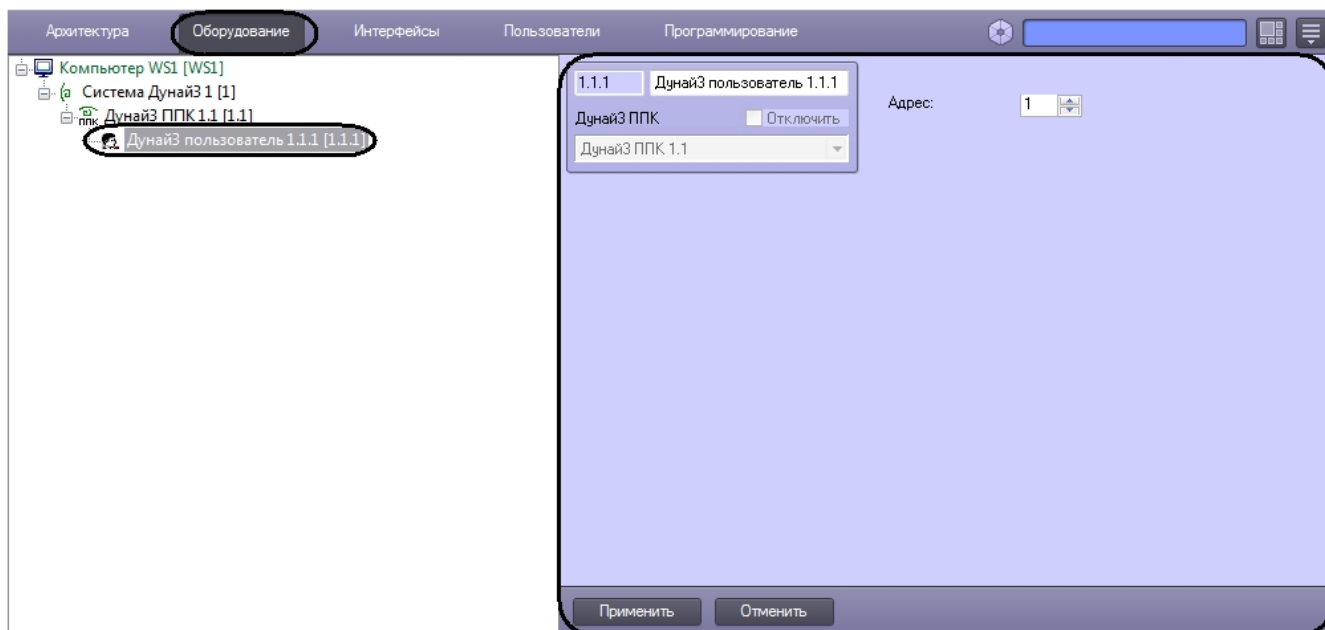 Архитектура Оборудование Интерфейсы Пользователи Программирование
Компьютер WS1 [WS1]
Система Дунай3 1 [1]
ппк Дунай3 ППК 1.1 [1.1]
Дунай3 пользователь 1.1.1 [1.1.1]
1.1.1 Дунай3 пользователь 1.1.1
Дунай3 ППК Отключить
Дунай3 ППК 1.1
Адрес: 1
Применить Отменить